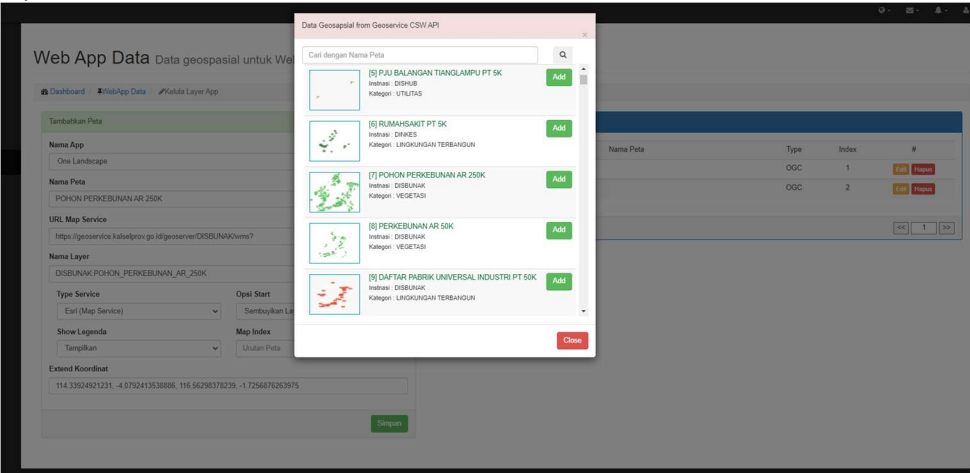 Data Geosapsial from Geoservice CSW API
×
Cari dengan Nama Peta
[5] PJU BALANGAN TIANGLAMPU PT 5K
Instnasi : DISHUB
Kategori : UTILITAS
Add
[6] RUMAHSAKIT PT 5K
Instnasi : DINKES
Kategori : LINGKUNGAN TERBANGUN
Add
[7] POHON PERKEBUNAN AR 250K
Instnasi : DISBUNAK
Kategori : VEGETASI
Add
[8] PERKEBUNAN AR 50K
Instnasi : DISBUNAK
Kategori : VEGETASI
Add
[9] DAFTAR PABRIK UNIVERSAL INDUSTRI PT 50K
Instnasi : DISBUNAK
Kategori : LINGKUNGAN TERBANGUN
Add
Close
Web App Data Data geospasial untuk We
Dashboard / WebApp Data / Kelola Layer App
Tambahkan Peta
Nama App
One Landscape
Nama Peta
POHON PERKEBUNAN AR 250K
URL Map Service
https://geoservice.kalselprov.go.id/geoserver/DISBUNAK/wms?
Nama Layer
DISBUNAK:POHON_PERKEBUNAN_AR_250K
Type Service Opsi Start
Esri (Map Service) Sembuyikan La
Show Legenda Map Index
Tampilkan Urutan Peta
Extend Koordinat
114.33924921231, -4.0792413538886, 116.56298378239, -1.7256876263975
Simpan
Nama Peta Type Index #
OGC 1 Edit Hapus
OGC 2 Edit Hapus
<< 1 >>